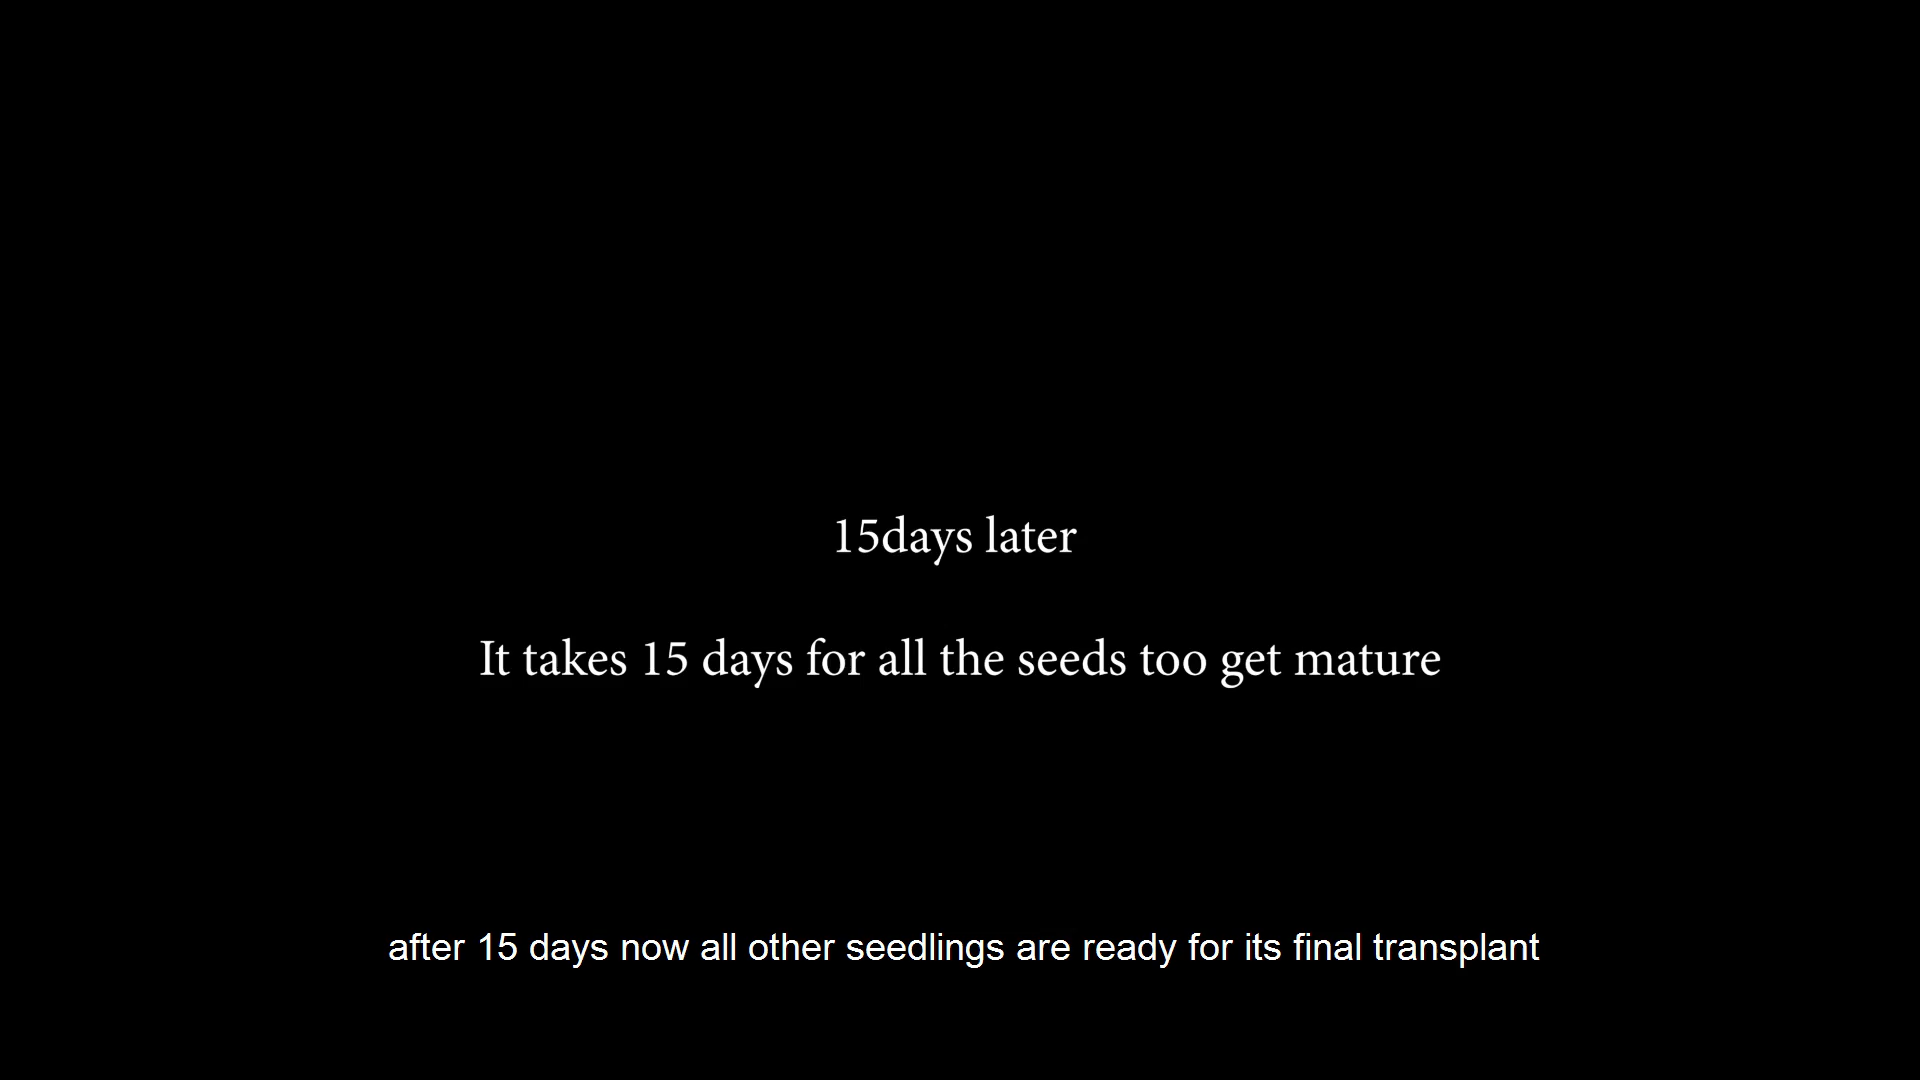 15days later
It takes 15 days for all the seeds too get mature
after 15 days now all other seedlings are ready for its final transplant